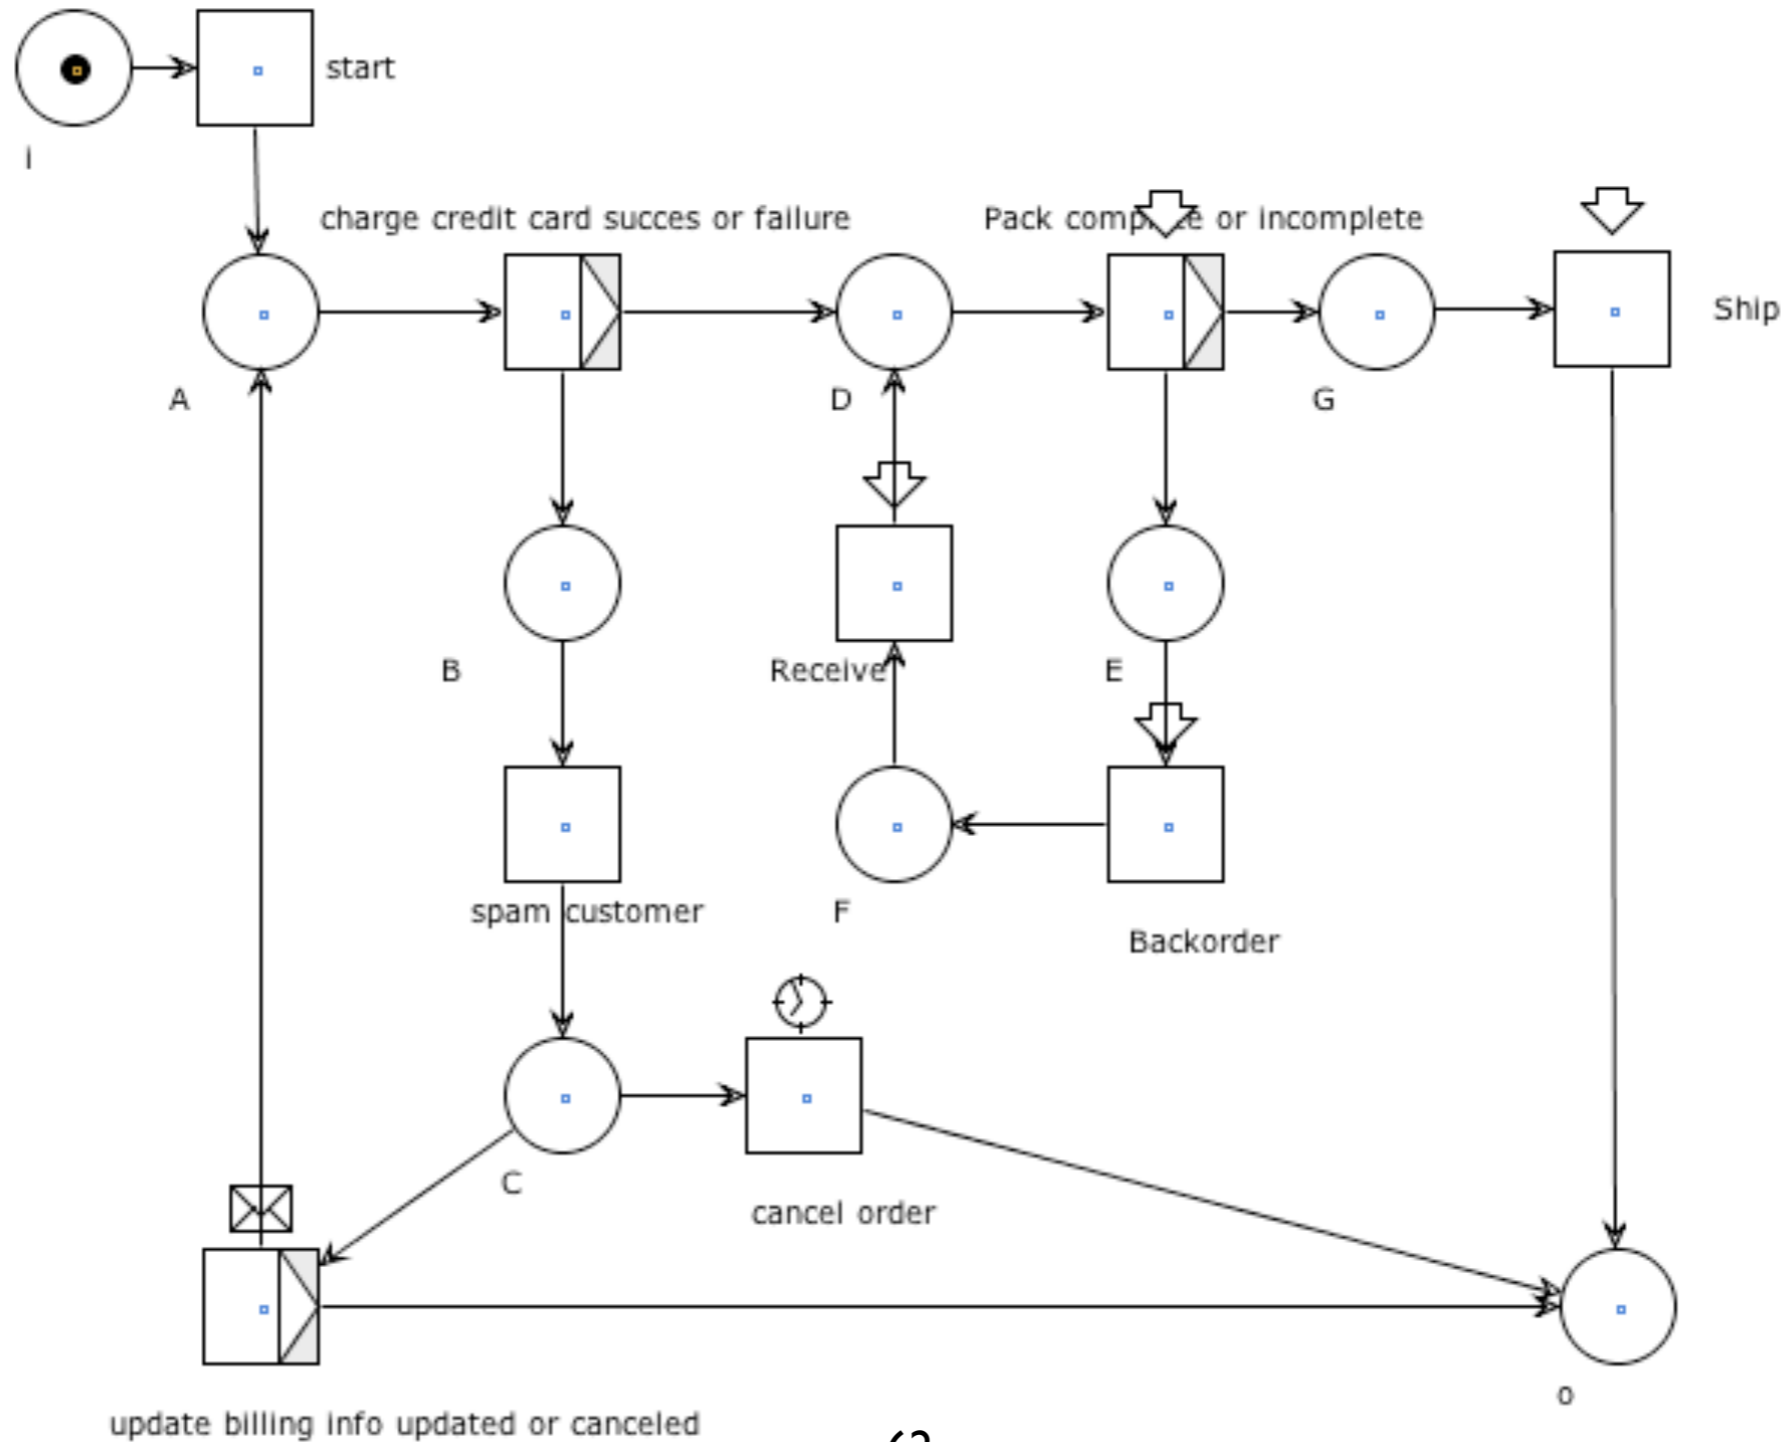 start
i
charge credit card succes or failure
Pack complete or incomplete
Ship
A
D
G
B
Receive
E
spam customer
F
Backorder
C
cancel order
o
update billing info updated or canceled